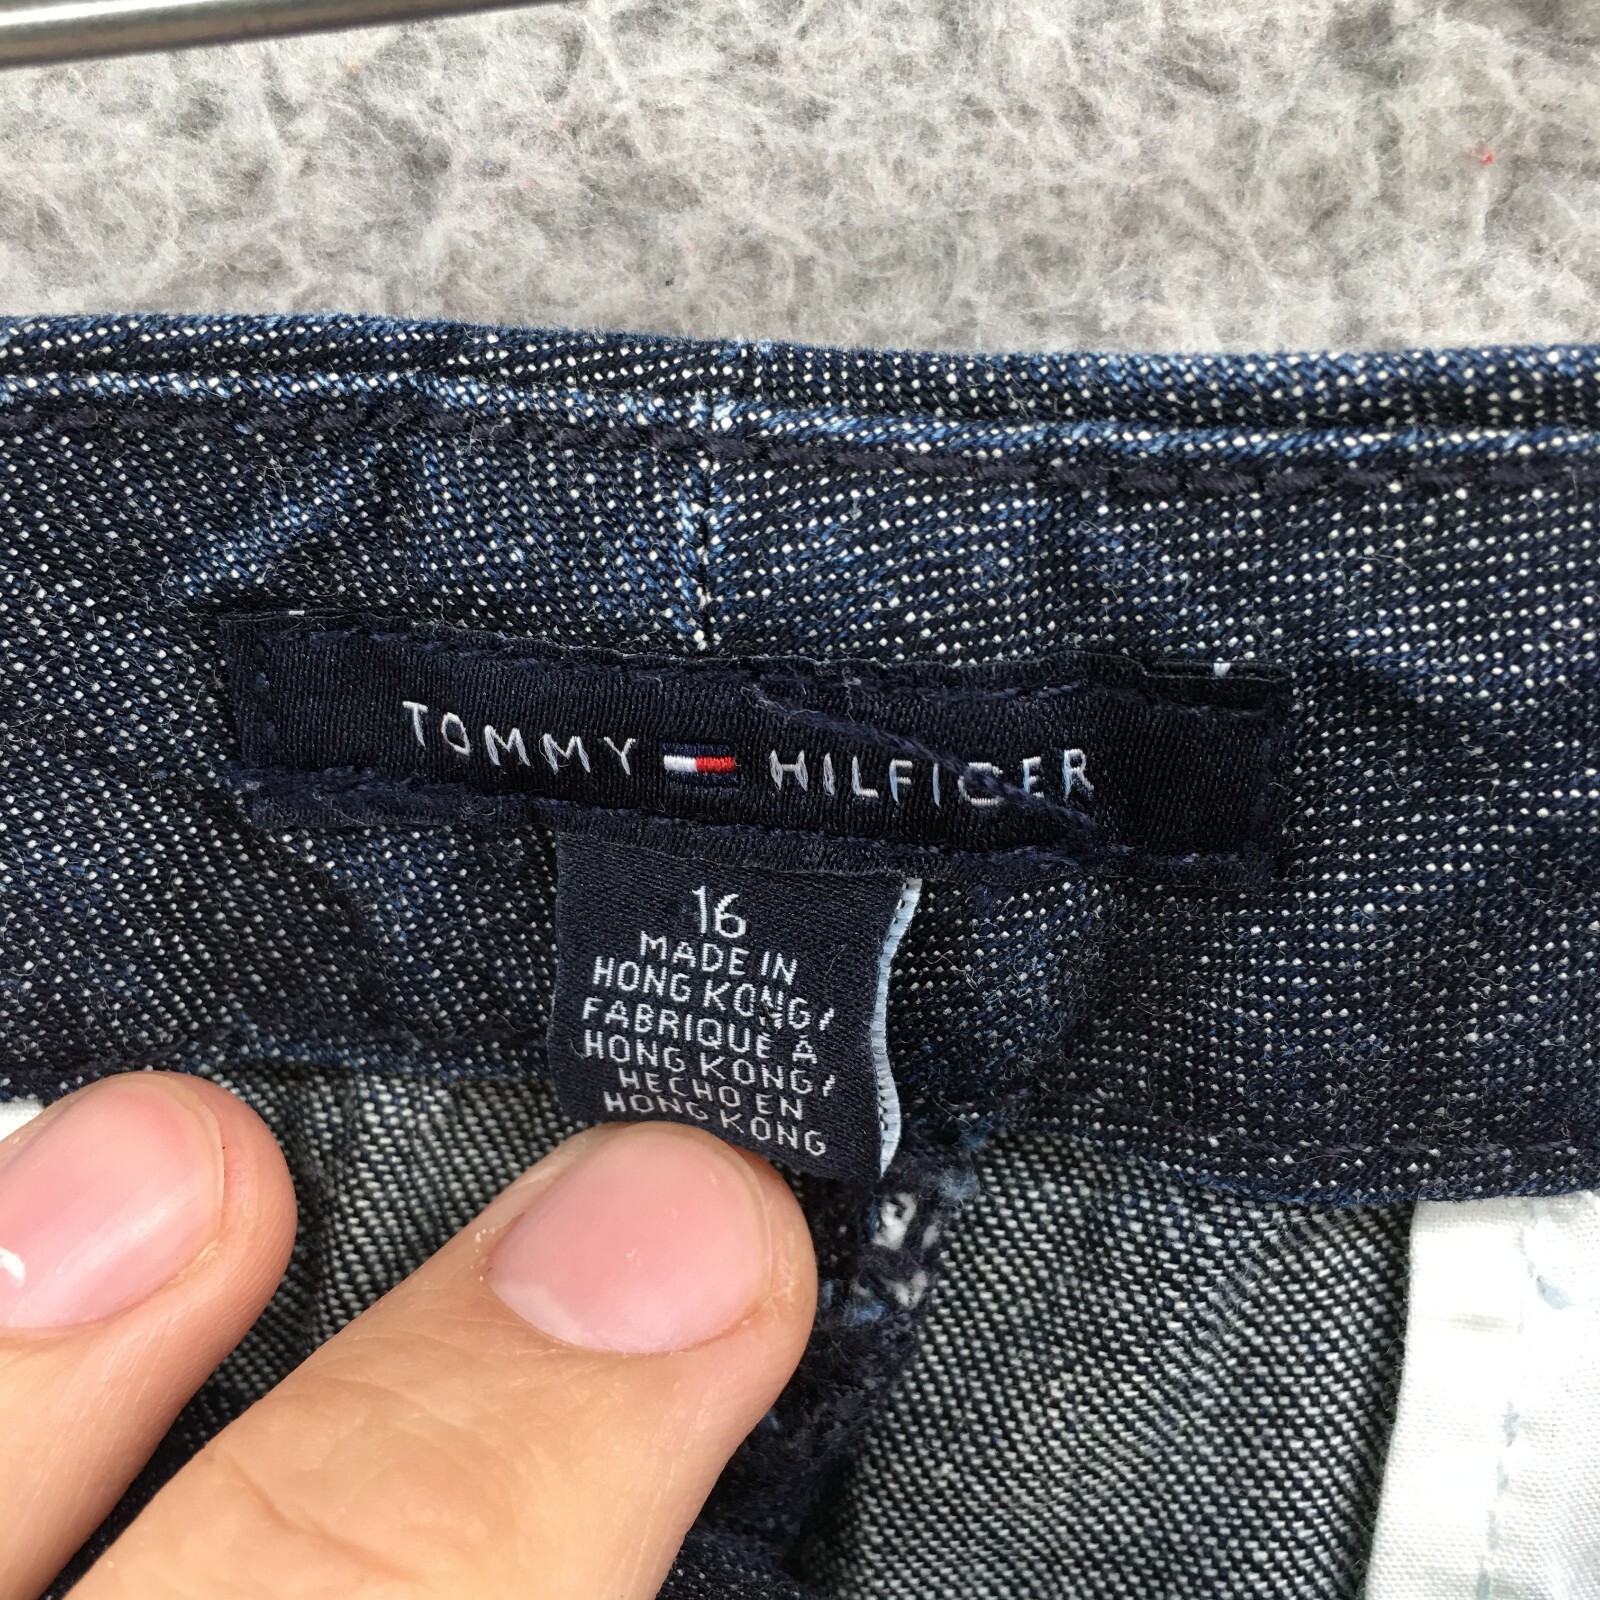 TOMMY HILFIGER
16
MADE IN
HONG KONG/
FABRIQUE A
HONG KONG/
HECHO EN
HONG KONG